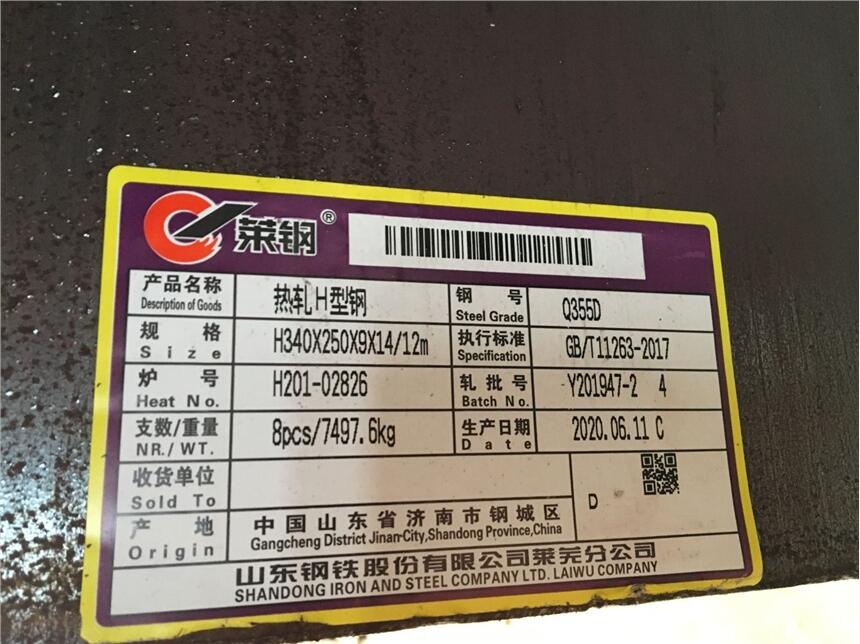 莱钢®
产品名称 热轧H型钢 钢号 Q355D
Description of Goods Steel Grade
规格 H340X250X9X14/12m 执行标准 GB/T11263-2017
Size Specification
炉号 H201-02826 轧批号 Y201947-2 4
Heat No. Batch No.
支数/重量 8pcs/7497.6kg 生产日期 2020.06.11 C
NR./WT. Date
收货单位
Sold To D
产地 中国山东省济南市钢城区
Origin Gangcheng District Jinan·City,Shandong Province,China
山东钢铁股份有限公司莱芜分公司
SHANDONG IRON AND STEEL COMPANY LTD. LAIWU COMPANY